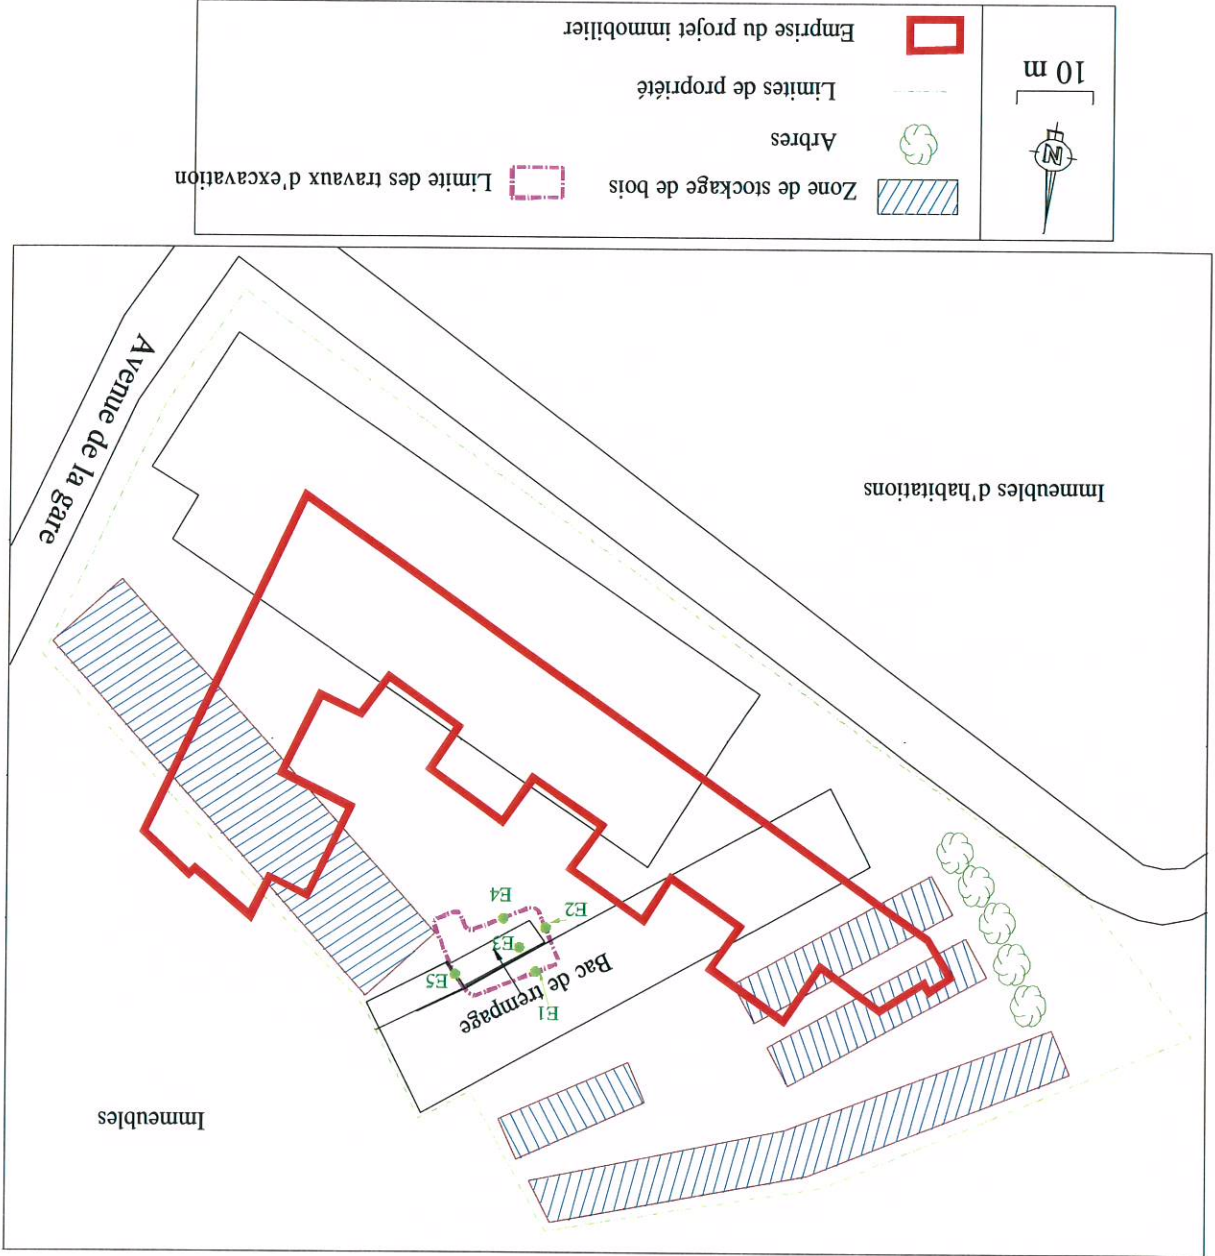 Immeubles
Bac de trempage
E1
E5
E3
E2
E4
Immeubles d'habitations
Avenue de la gare
Zone de stockage de bois
Limite des travaux d'excavation
Arbres
Limites de propriété
Emprise du projet immobilier
N
10 m